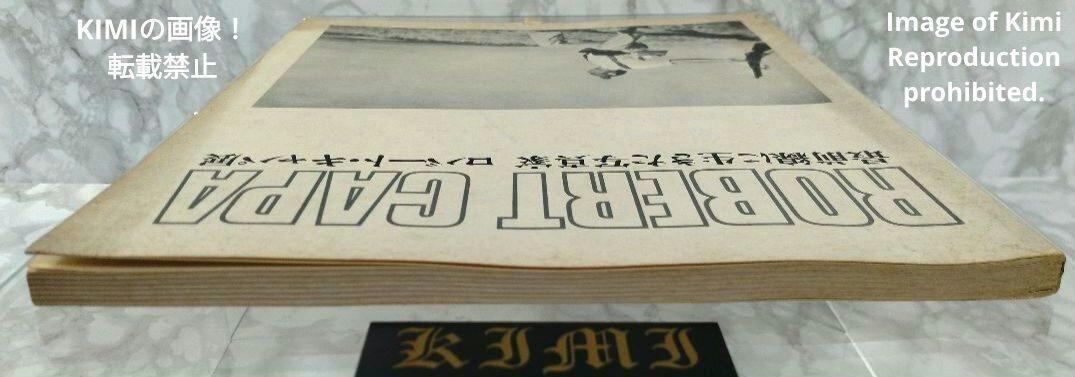 KIMIの画像！
転載禁止
Image of Kimi
Reproduction
prohibited.
最前線に生きた写真家 ロバート・キャパ展
ROBERT CAPA
KIMI